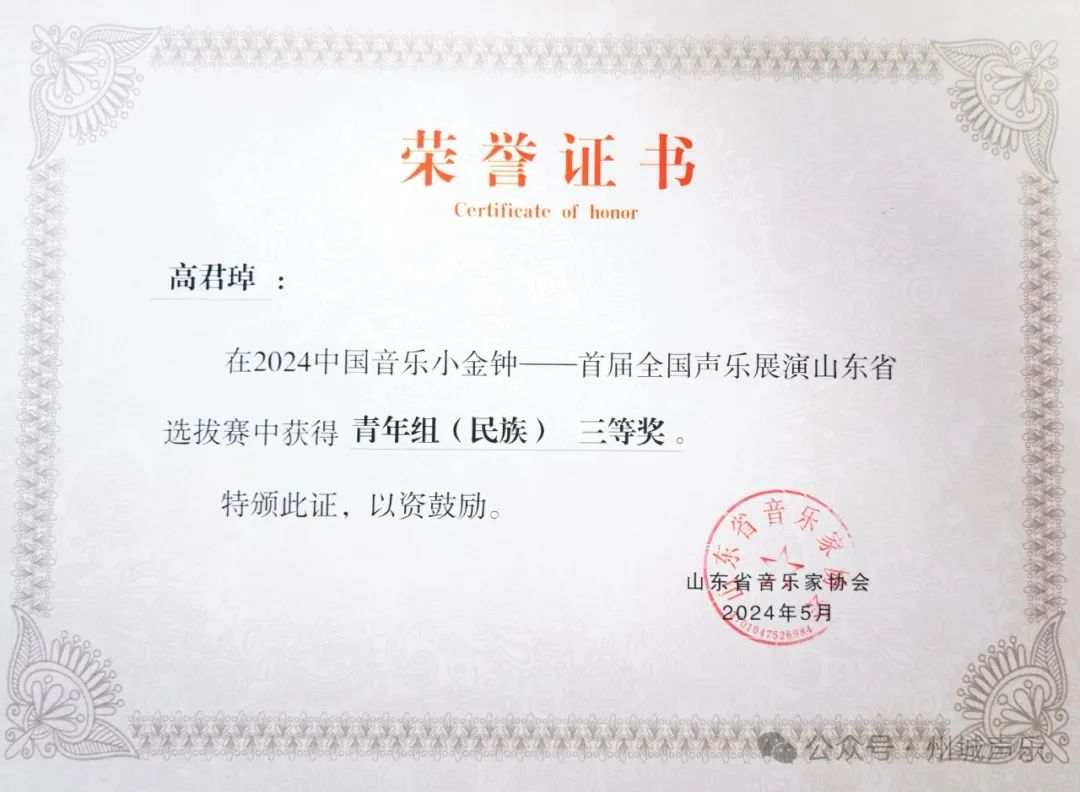 荣誉证书
Certificate of honor
高君琸：
在2024中国音乐小金钟——首届全国声乐展演山东省
选拔赛中获得 青年组（民族） 三等奖。
特颁此证，以资鼓励。
山东省音乐家协会
山东省音乐家协会
2024年5月
公众号·州城声乐